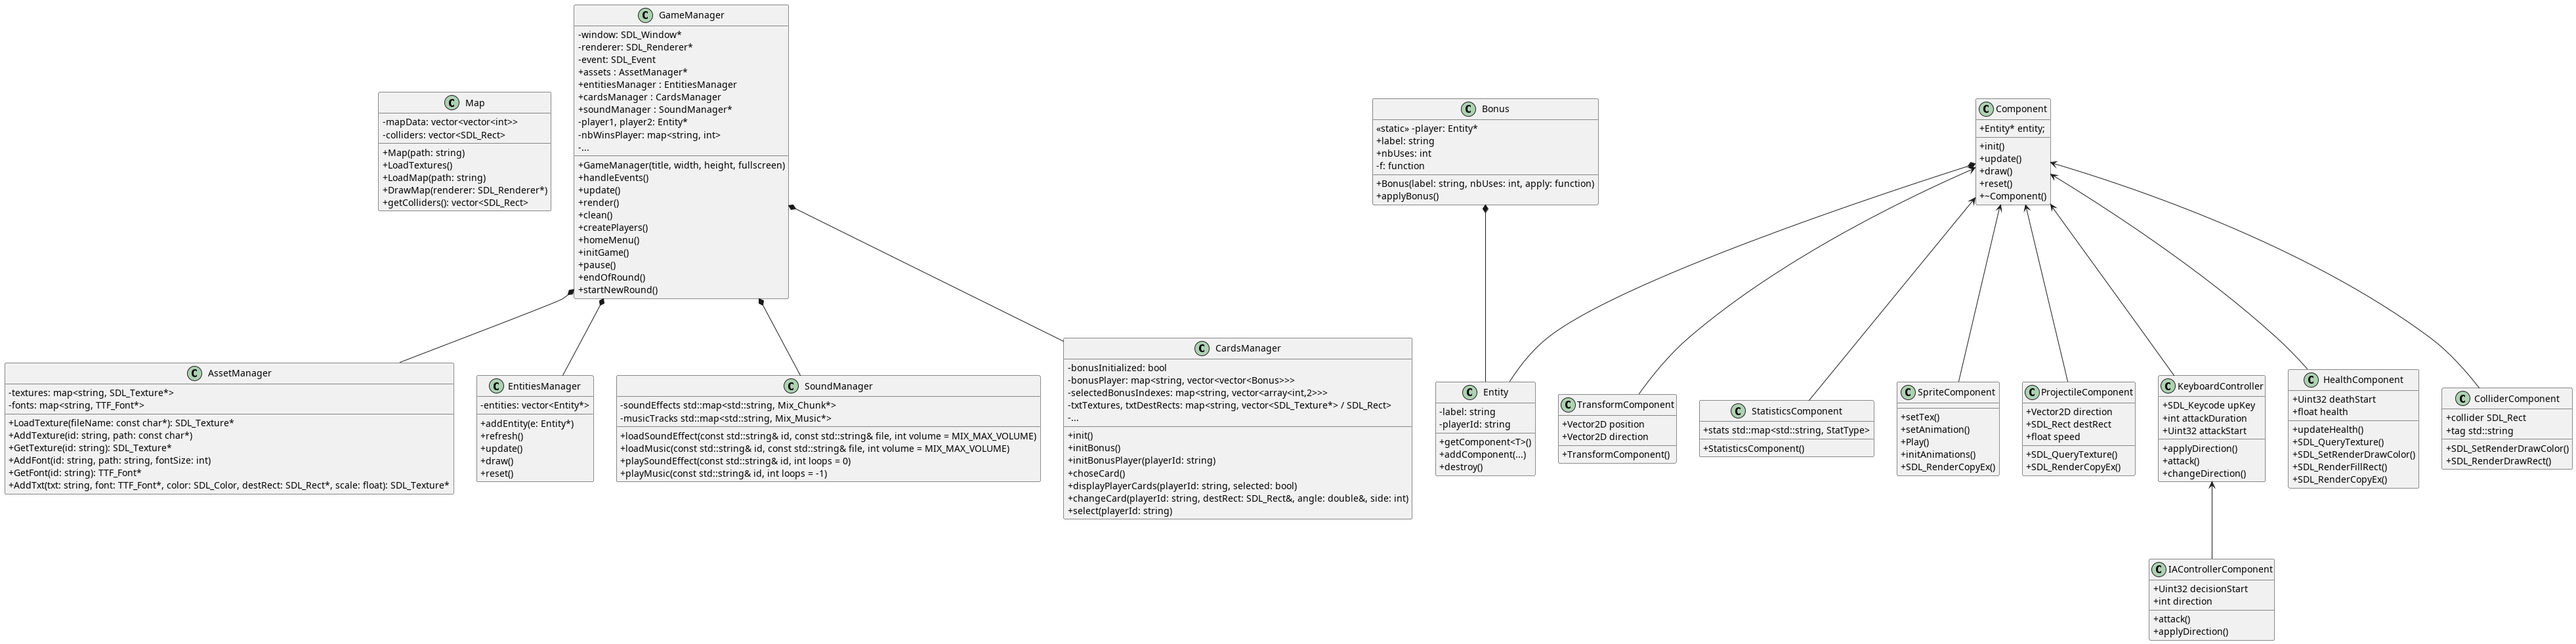 GameManager
-window: SDL_Window*
-renderer: SDL_Renderer*
-event: SDL_Event
+assets : AssetManager*
+entitiesManager : EntitiesManager
+cardsManager : CardsManager
+soundManager : SoundManager*
-player1, player2: Entity*
-nbWinsPlayer: map<string, int>
-...
+GameManager(title, width, height, fullscreen)
+handleEvents()
+update()
+render()
+clean()
+createPlayers()
+homeMenu()
+initGame()
+pause()
+endOfRound()
+startNewRound()
Map
-mapData: vector<vector<int>>
-colliders: vector<SDL_Rect>
+Map(path: string)
+LoadTextures()
+LoadMap(path: string)
+DrawMap(renderer: SDL_Renderer*)
+getColliders(): vector<SDL_Rect>
Bonus
«static» -player: Entity*
+label: string
+nbUses: int
-f: function
+Bonus(label: string, nbUses: int, apply: function)
+applyBonus()
Component
+Entity* entity;
+init()
+update()
+draw()
+reset()
+~Component()
AssetManager
-textures: map<string, SDL_Texture*>
-fonts: map<string, TTF_Font*>
+LoadTexture(fileName: const char*): SDL_Texture*
+AddTexture(id: string, path: const char*)
+GetTexture(id: string): SDL_Texture*
+AddFont(id: string, path: string, fontSize: int)
+GetFont(id: string): TTF_Font*
+AddTxt(txt: string, font: TTF_Font*, color: SDL_Color, destRect: SDL_Rect*, scale: float): SDL_Texture*
EntitiesManager
-entities: vector<Entity*>
+addEntity(e: Entity*)
+refresh()
+update()
+draw()
+reset()
SoundManager
-soundEffects std::map<std::string, Mix_Chunk*>
-musicTracks std::map<std::string, Mix_Music*>
+loadSoundEffect(const std::string& id, const std::string& file, int volume = MIX_MAX_VOLUME)
+loadMusic(const std::string& id, const std::string& file, int volume = MIX_MAX_VOLUME)
+playSoundEffect(const std::string& id, int loops = 0)
+playMusic(const std::string& id, int loops = -1)
CardsManager
-bonusInitialized: bool
-bonusPlayer: map<string, vector<vector<Bonus>>>
-selectedBonusIndexes: map<string, vector<array<int,2>>>
-txtTextures, txtDestRects: map<string, vector<SDL_Texture*> / SDL_Rect>
-...
+init()
+initBonus()
+initBonusPlayer(playerId: string)
+choseCard()
+displayPlayerCards(playerId: string, selected: bool)
+changeCard(playerId: string, destRect: SDL_Rect&, angle: double&, side: int)
+select(playerId: string)
Entity
-label: string
-playerId: string
+getComponent<T>()
+addComponent(...)
+destroy()
TransformComponent
+Vector2D position
+Vector2D direction
+TransformComponent()
StatisticsComponent
+stats std::map<std::string, StatType>
+StatisticsComponent()
SpriteComponent
+setTex()
+setAnimation()
+Play()
+initAnimations()
+SDL_RenderCopyEx()
ProjectileComponent
+Vector2D direction
+SDL_Rect destRect
+float speed
+SDL_QueryTexture()
+SDL_RenderCopyEx()
KeyboardController
+SDL_Keycode upKey
+int attackDuration
+Uint32 attackStart
+applyDirection()
+attack()
+changeDirection()
HealthComponent
+Uint32 deathStart
+float health
+updateHealth()
+SDL_QueryTexture()
+SDL_SetRenderDrawColor()
+SDL_RenderFillRect()
+SDL_RenderCopyEx()
ColliderComponent
+collider SDL_Rect
+tag std::string
+SDL_SetRenderDrawColor()
+SDL_RenderDrawRect()
IAControllerComponent
+Uint32 decisionStart
+int direction
+attack()
+applyDirection()